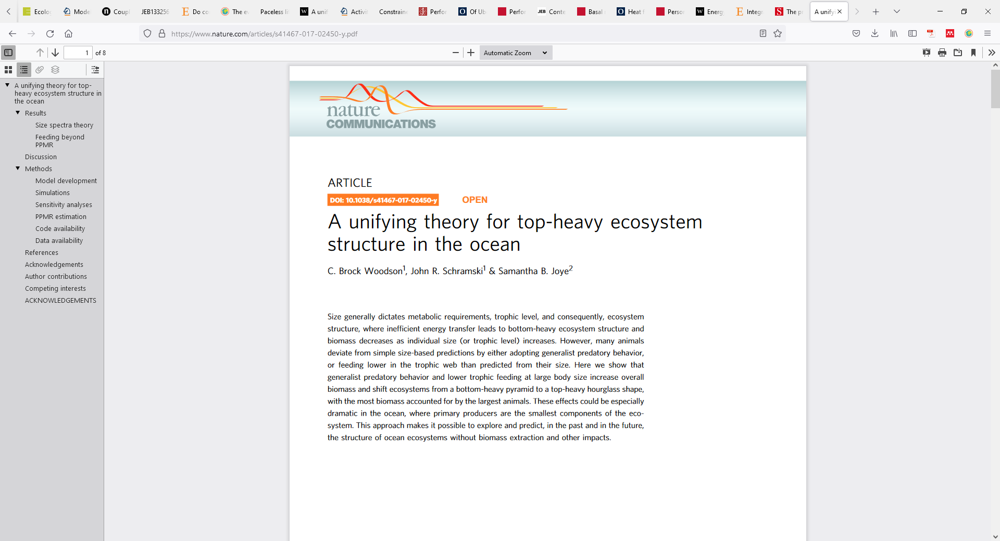 Ecolo
Mode
Coupl
JEB133256
Do co
The e
Paceless li
A unif
Activi
Constraine
Perfor
Of Ub
Perfor
JEB Conte
Basal
Heat f
Person
Energ
Integr
The p
A unify
https://www.nature.com/articles/s41467-017-02450-y.pdf
1 of 8
Automatic Zoom
A unifying theory for top-
heavy ecosystem structure in
the ocean
Results
Size spectra theory
Feeding beyond
PPMR
Discussion
Methods
Model development
Simulations
Sensitivity analyses
PPMR estimation
Code availability
Data availability
References
Acknowledgements
Author contributions
Competing interests
ACKNOWLEDGEMENTS
nature
COMMUNICATIONS
ARTICLE
DOI: 10.1038/s41467-017-02450-y OPEN
A unifying theory for top-heavy ecosystem
structure in the ocean
C. Brock Woodson1, John R. Schramski1 & Samantha B. Joye2
Size generally dictates metabolic requirements, trophic level, and consequently, ecosystem
structure, where inefficient energy transfer leads to bottom-heavy ecosystem structure and
biomass decreases as individual size (or trophic level) increases. However, many animals
deviate from simple size-based predictions by either adopting generalist predatory behavior,
or feeding lower in the trophic web than predicted from their size. Here we show that
generalist predatory behavior and lower trophic feeding at large body size increase overall
biomass and shift ecosystems from a bottom-heavy pyramid to a top-heavy hourglass shape,
with the most biomass accounted for by the largest animals. These effects could be especially
dramatic in the ocean, where primary producers are the smallest components of the eco-
system. This approach makes it possible to explore and predict, in the past and in the future,
the structure of ocean ecosystems without biomass extraction and other impacts.